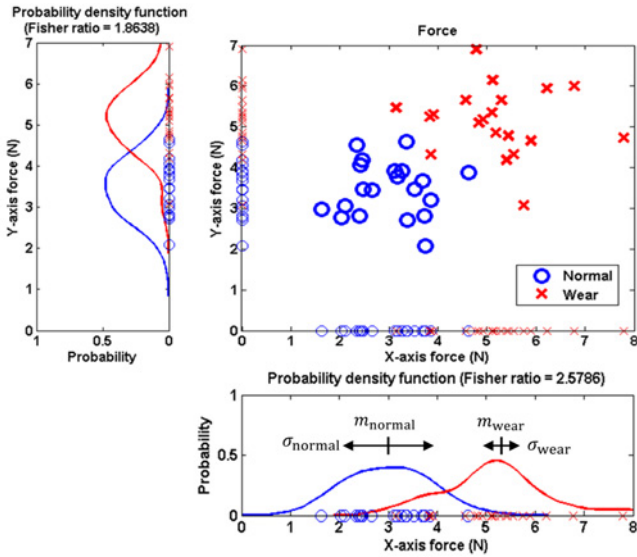 Probability density function
(Fisher ratio = 1.8638)
7
6
5
4
3
2
1
0
Y-axis force (N)
1
0.5
0
Probability
Force
7
6
5
4
3
2
1
0
Y-axis force (N)
Normal
Wear
0
1
2
3
4
5
6
7
8
X-axis force (N)
Probability density function (Fisher ratio = 2.5786)
1
0.5
0
Probability
m_normal
σ_normal
m_wear
σ_wear
0
1
2
3
4
5
6
7
8
X-axis force (N)